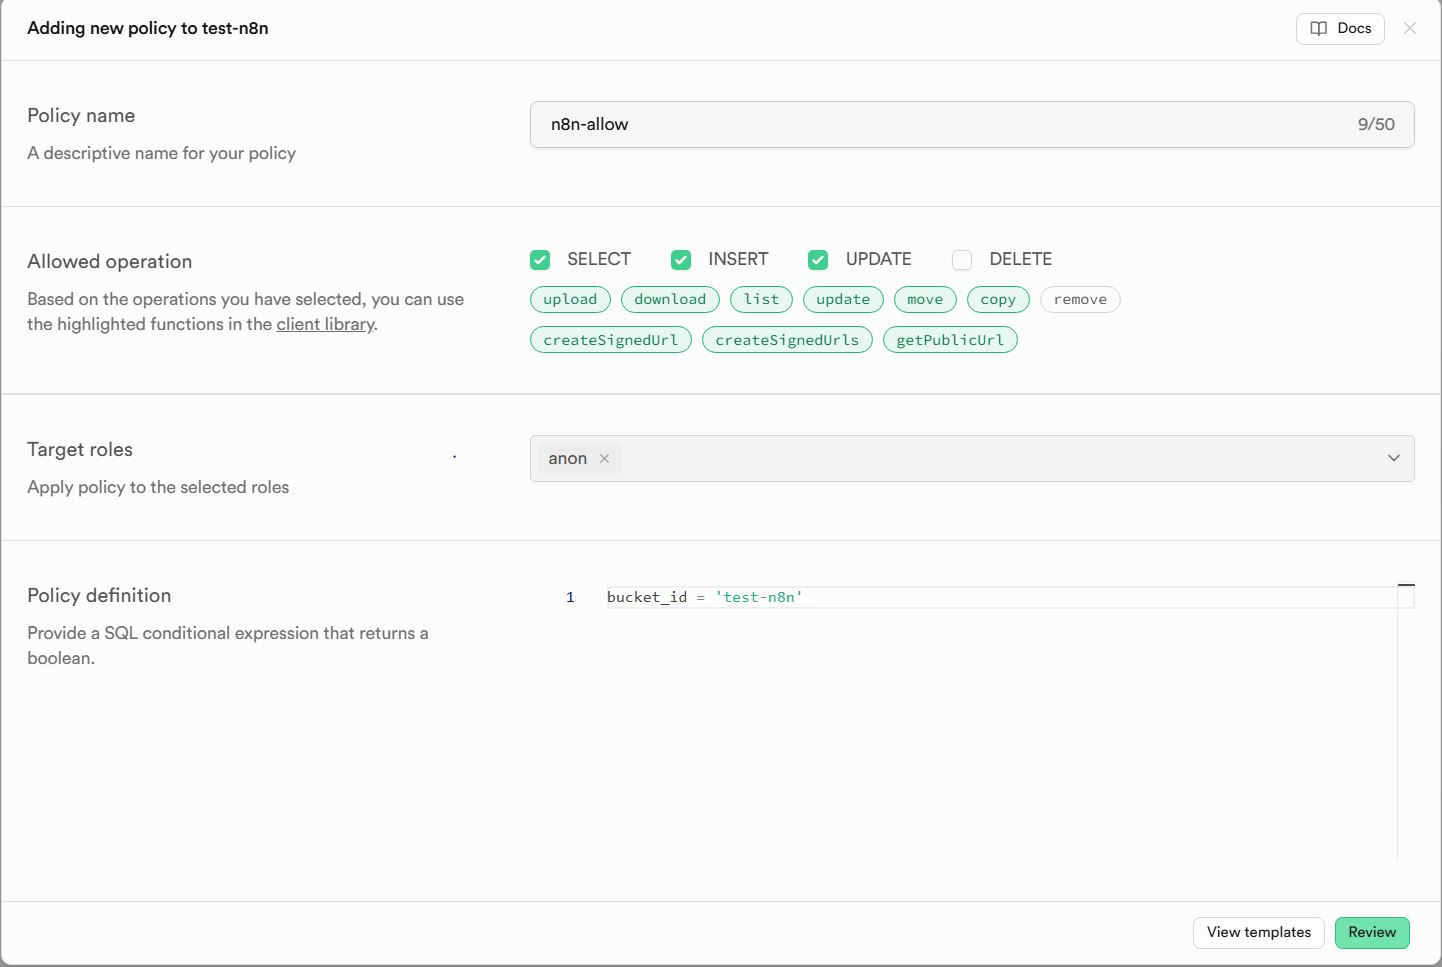 Adding new policy to test-n8n
Docs
Policy name
A descriptive name for your policy
n8n-allow
9/50
Allowed operation
Based on the operations you have selected, you can use
the highlighted functions in the client library.
SELECT INSERT UPDATE DELETE
upload download list update move copy remove
createSignedUrl createSignedUrls getPublicUrl
Target roles
Apply policy to the selected roles
anon
Policy definition
Provide a SQL conditional expression that returns a
boolean.
1 bucket_id = 'test-n8n'
View templates Review